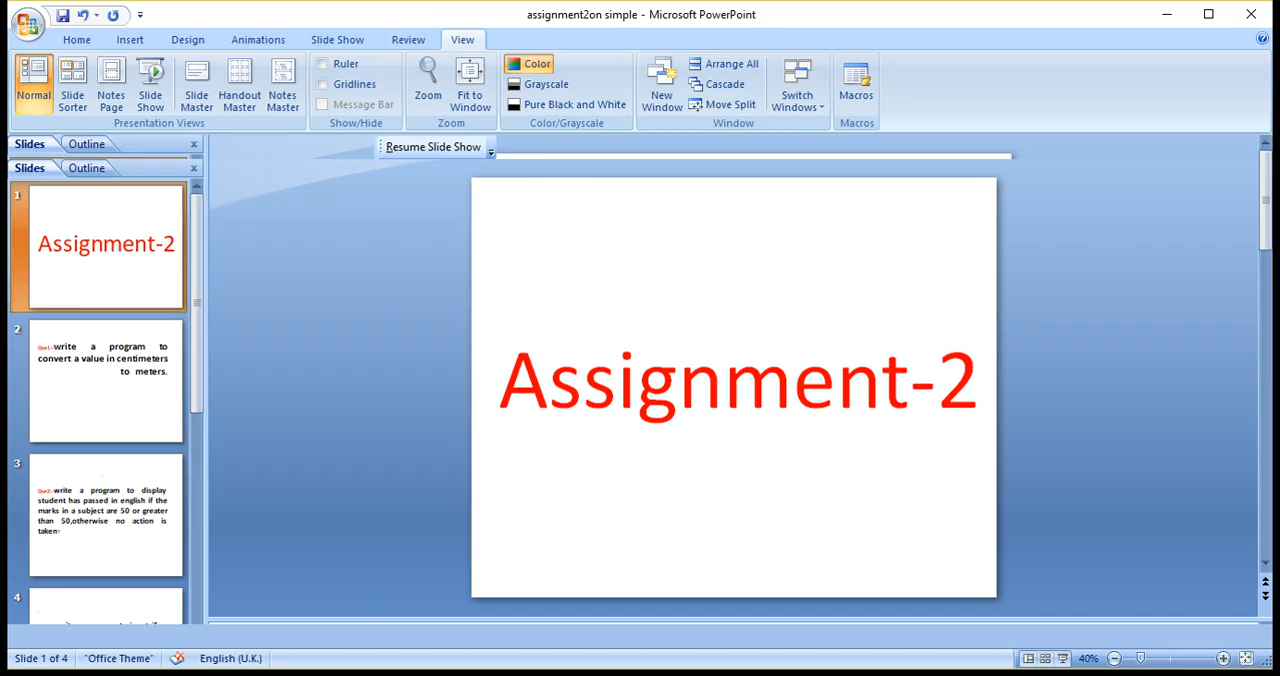 assignment2on simple - Microsoft PowerPoint
Home Insert Design Animations Slide Show Review View
Normal Slide Sorter Notes Page Slide Show Slide Master Handout Master Notes Master
Presentation Views
Ruler
Gridlines
Message Bar
Show/Hide
Zoom Fit to Window
Zoom
Color
Grayscale
Pure Black and White
Color/Grayscale
New Window
Arrange All
Cascade
Move Split
Switch Windows
Window
Macros
Macros
Slides Outline x
Resume Slide Show
Slides Outline x
1
Assignment-2
2
Que1:-write a program to
convert a value in centimeters
to meters.
3
Que2:-write a program to display
student has passed in english if the
marks in a subject are 50 or greater
than 50,otherwise no action is
taken
4
Assignment-2
Slide 1 of 4 "Office Theme" English (U.K.) 40%